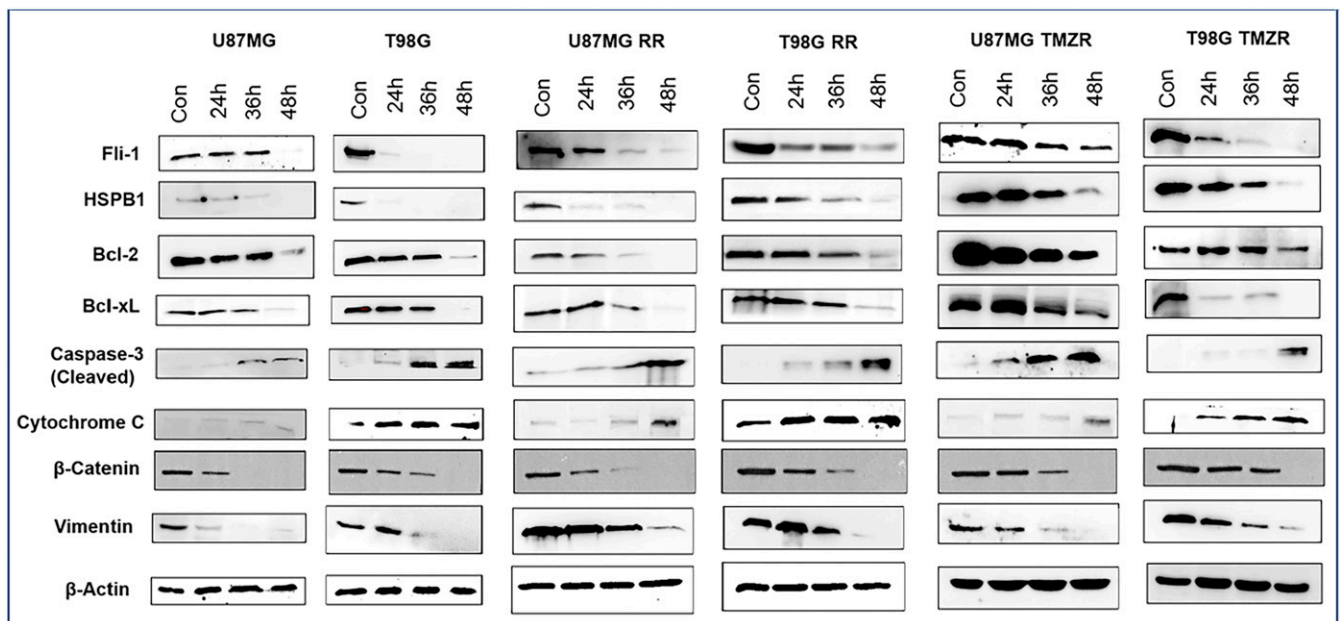 U87MG T98G U87MG RR T98G RR U87MG TMZR T98G TMZR
Con 24h 36h 48h Con 24h 36h 48h Con 24h 36h 48h Con 24h 36h 48h Con 24h 36h 48h Con 24h 36h 48h
Fli-1
HSPB1
Bcl-2
Bcl-xL
Caspase-3
(Cleaved)
Cytochrome C
β-Catenin
Vimentin
β-Actin